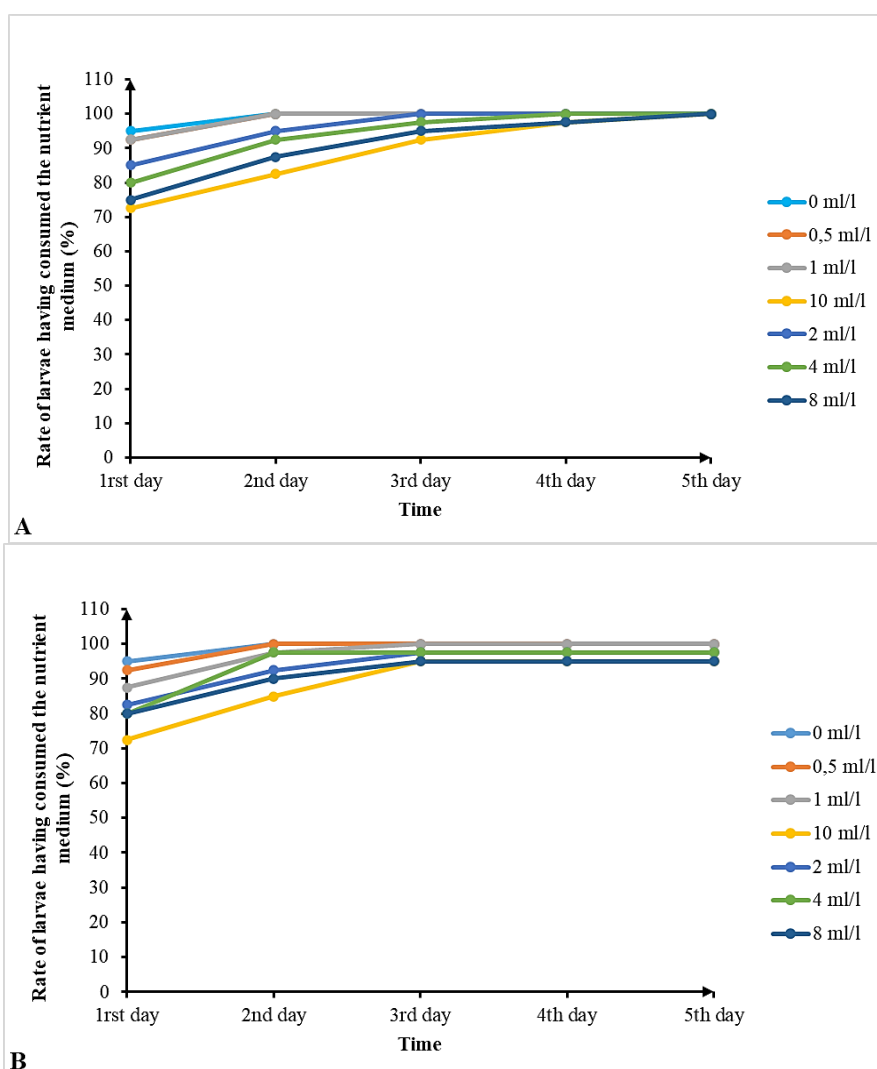 Rate of larvae having consumed the nutrient
medium (%)
110
100
90
80
70
60
50
40
30
20
10
0
1rst day
2nd day
3rd day
4th day
5th day
Time
0 ml/l
0,5 ml/l
1 ml/l
10 ml/l
2 ml/l
4 ml/l
8 ml/l
A
Rate of larvae having consumed the nutrient
medium (%)
110
100
90
80
70
60
50
40
30
20
10
0
1rst day
2nd day
3rd day
4th day
5th day
Time
0 ml/l
0,5 ml/l
1 ml/l
10 ml/l
2 ml/l
4 ml/l
8 ml/l
B